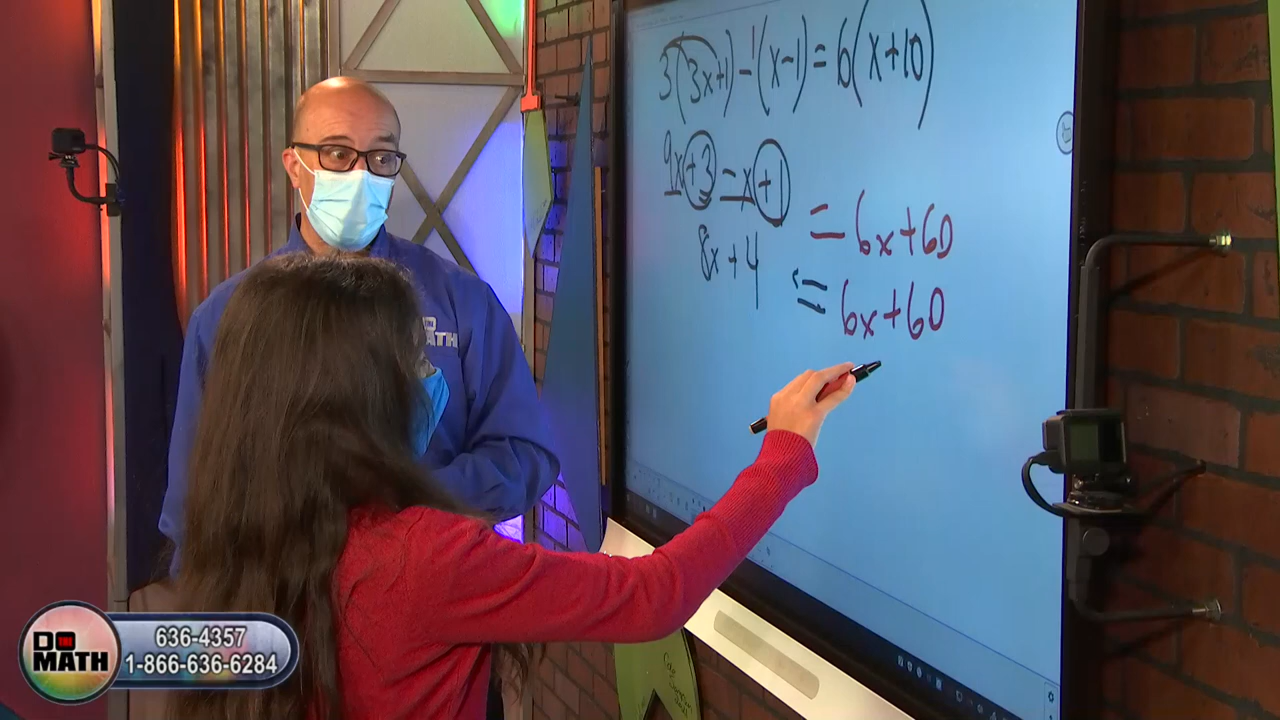 3(3x+1) -1(x-1) = 6(x+10)
9x+3 = x+1
= 6x+60
8x+4
= 6x+60
MATH
DO THE MATH
636-4357
1-866-636-6284